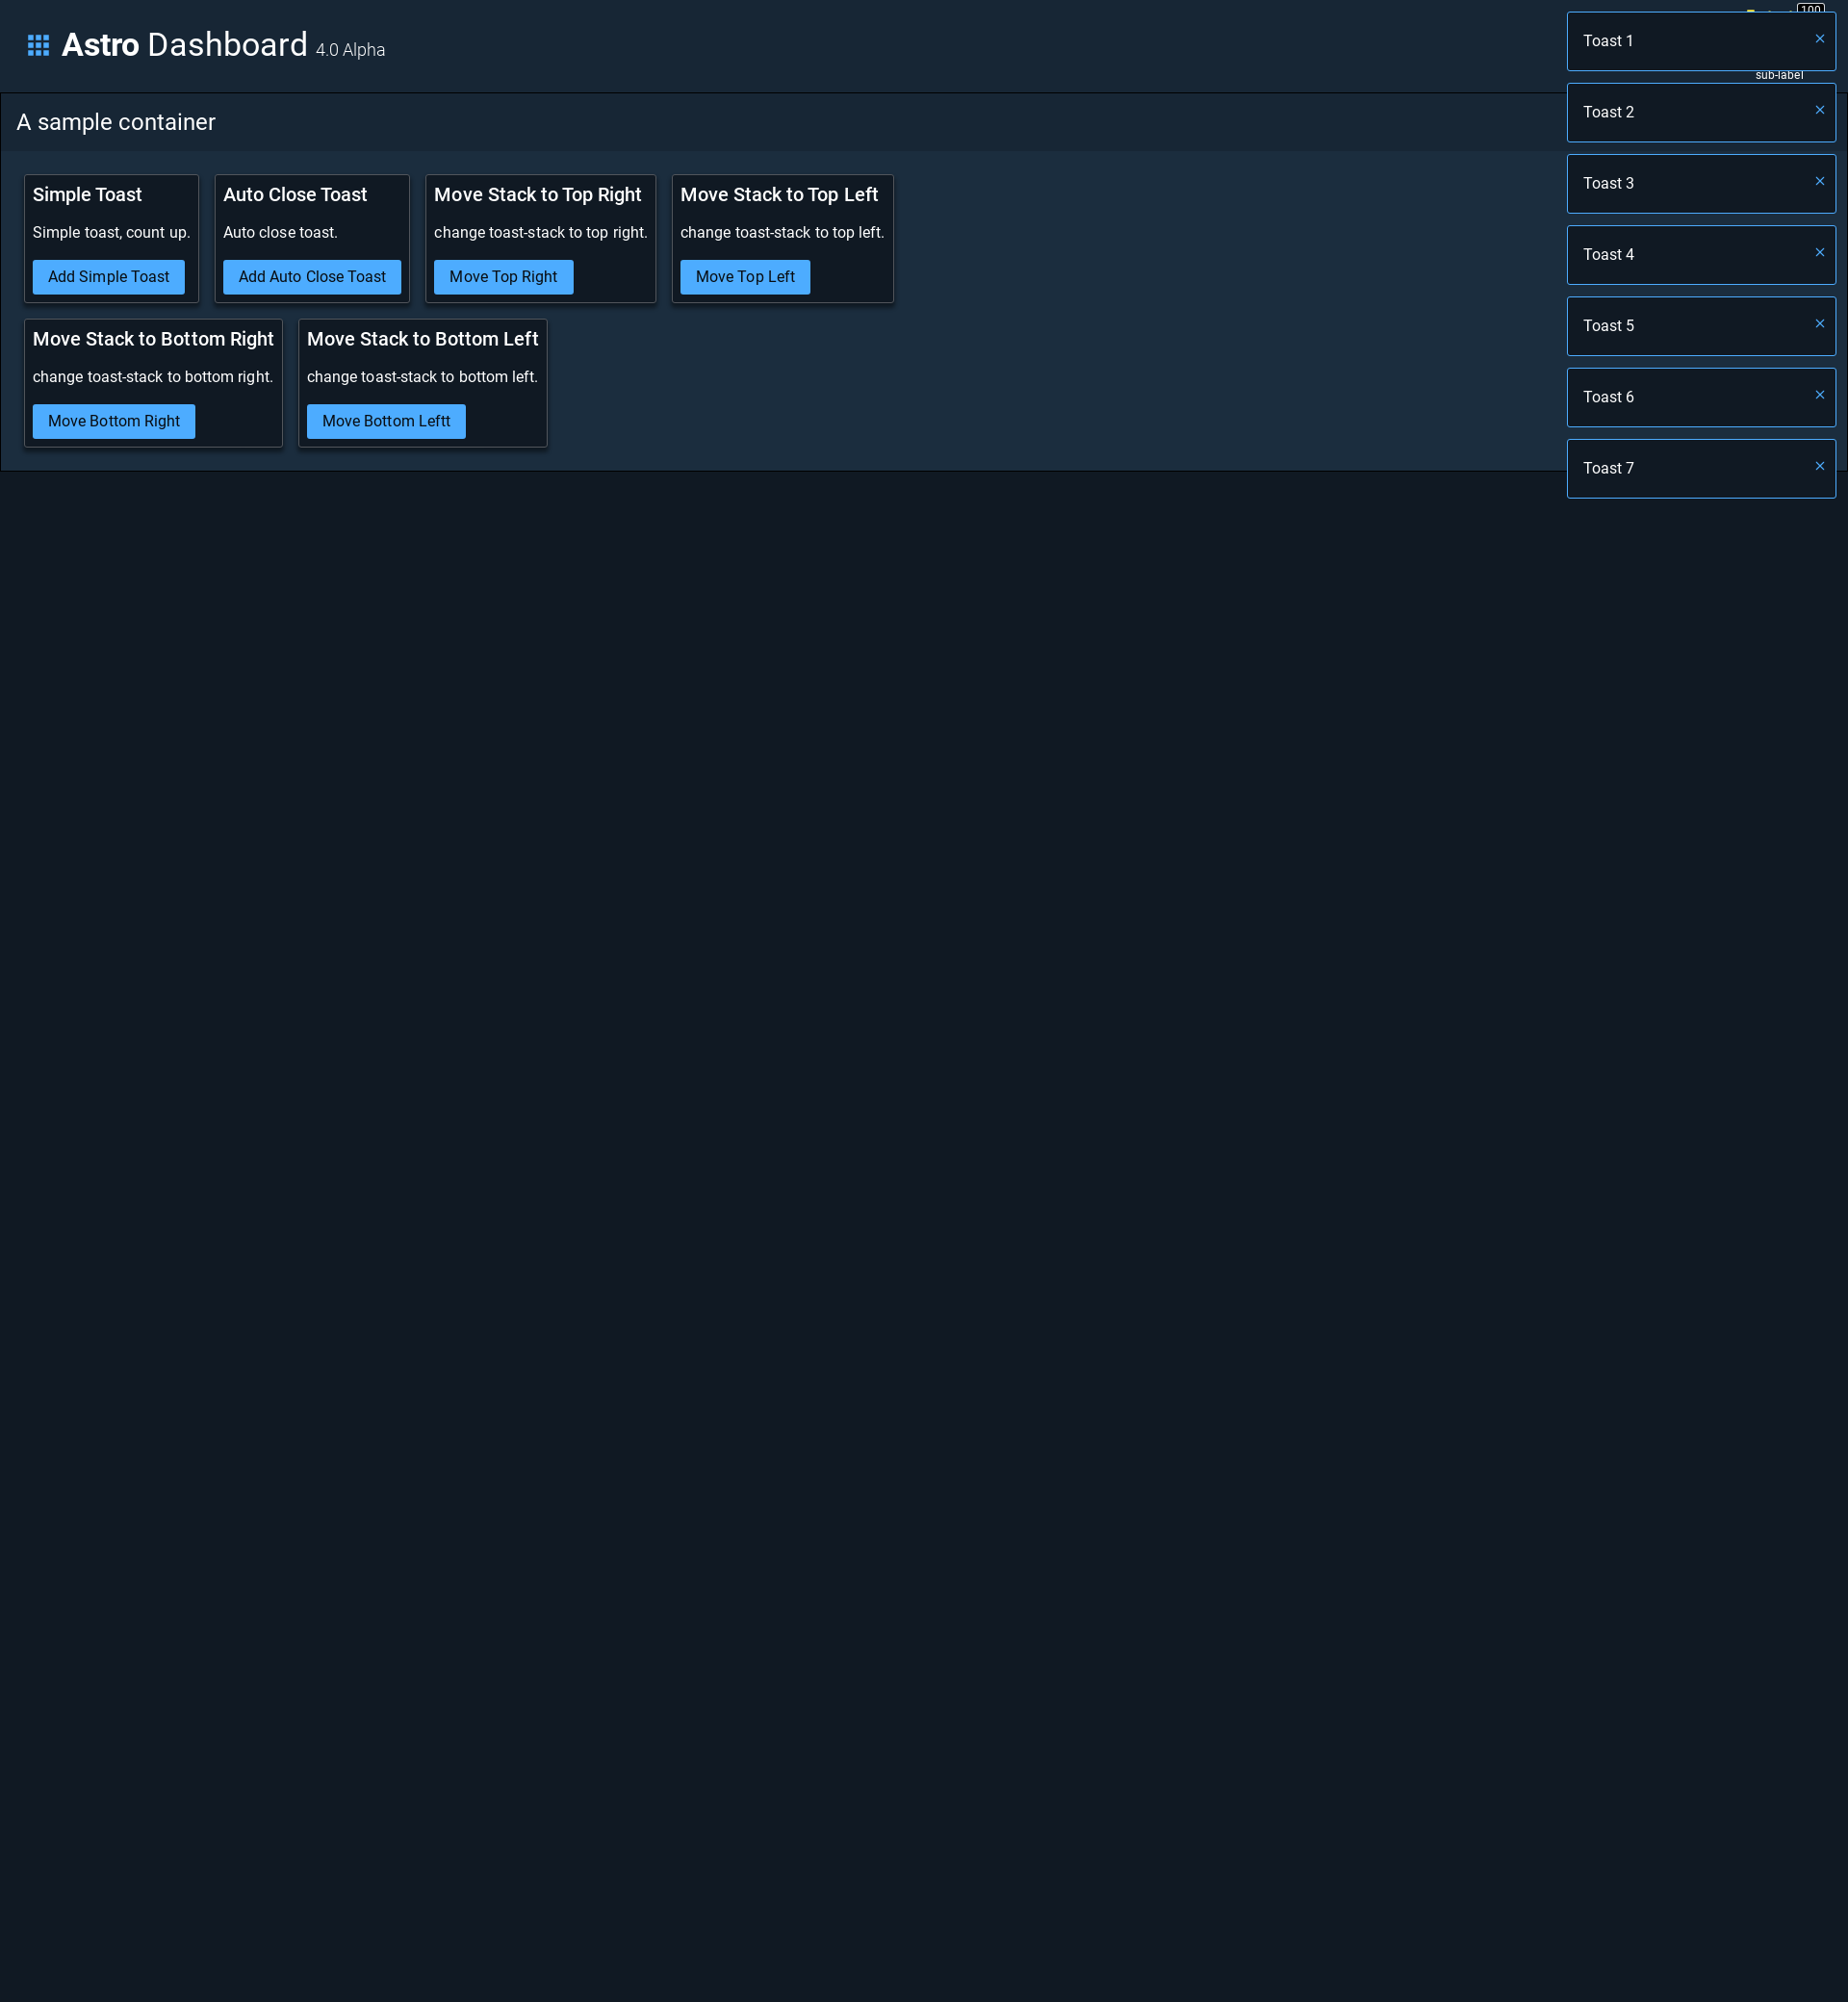 Astro Dashboard 4.0 Alpha
100
sub-label
A sample container
Simple Toast
Simple toast, count up.
Add Simple Toast
Auto Close Toast
Auto close toast.
Add Auto Close Toast
Move Stack to Top Right
change toast-stack to top right.
Move Top Right
Move Stack to Top Left
change toast-stack to top left.
Move Top Left
Move Stack to Bottom Right
change toast-stack to bottom right.
Move Bottom Right
Move Stack to Bottom Left
change toast-stack to bottom left.
Move Bottom Leftt
Toast 1
Toast 2
Toast 3
Toast 4
Toast 5
Toast 6
Toast 7